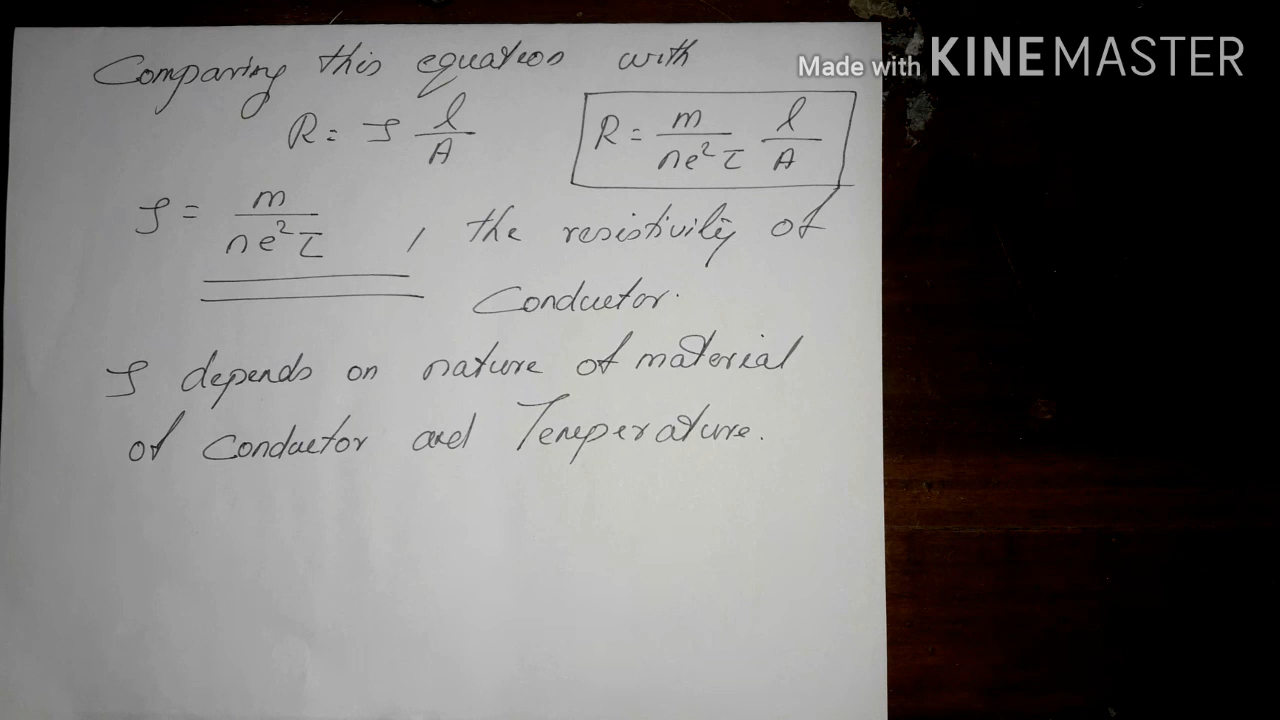 Comparing this equation with
Made with KINEMASTER
R = ρ l/A
R = m/ne²τ l/A
ρ = m/ne²τ , the resistivity of
Conductor.
ρ depends on nature of material
of conductor and Temperature.